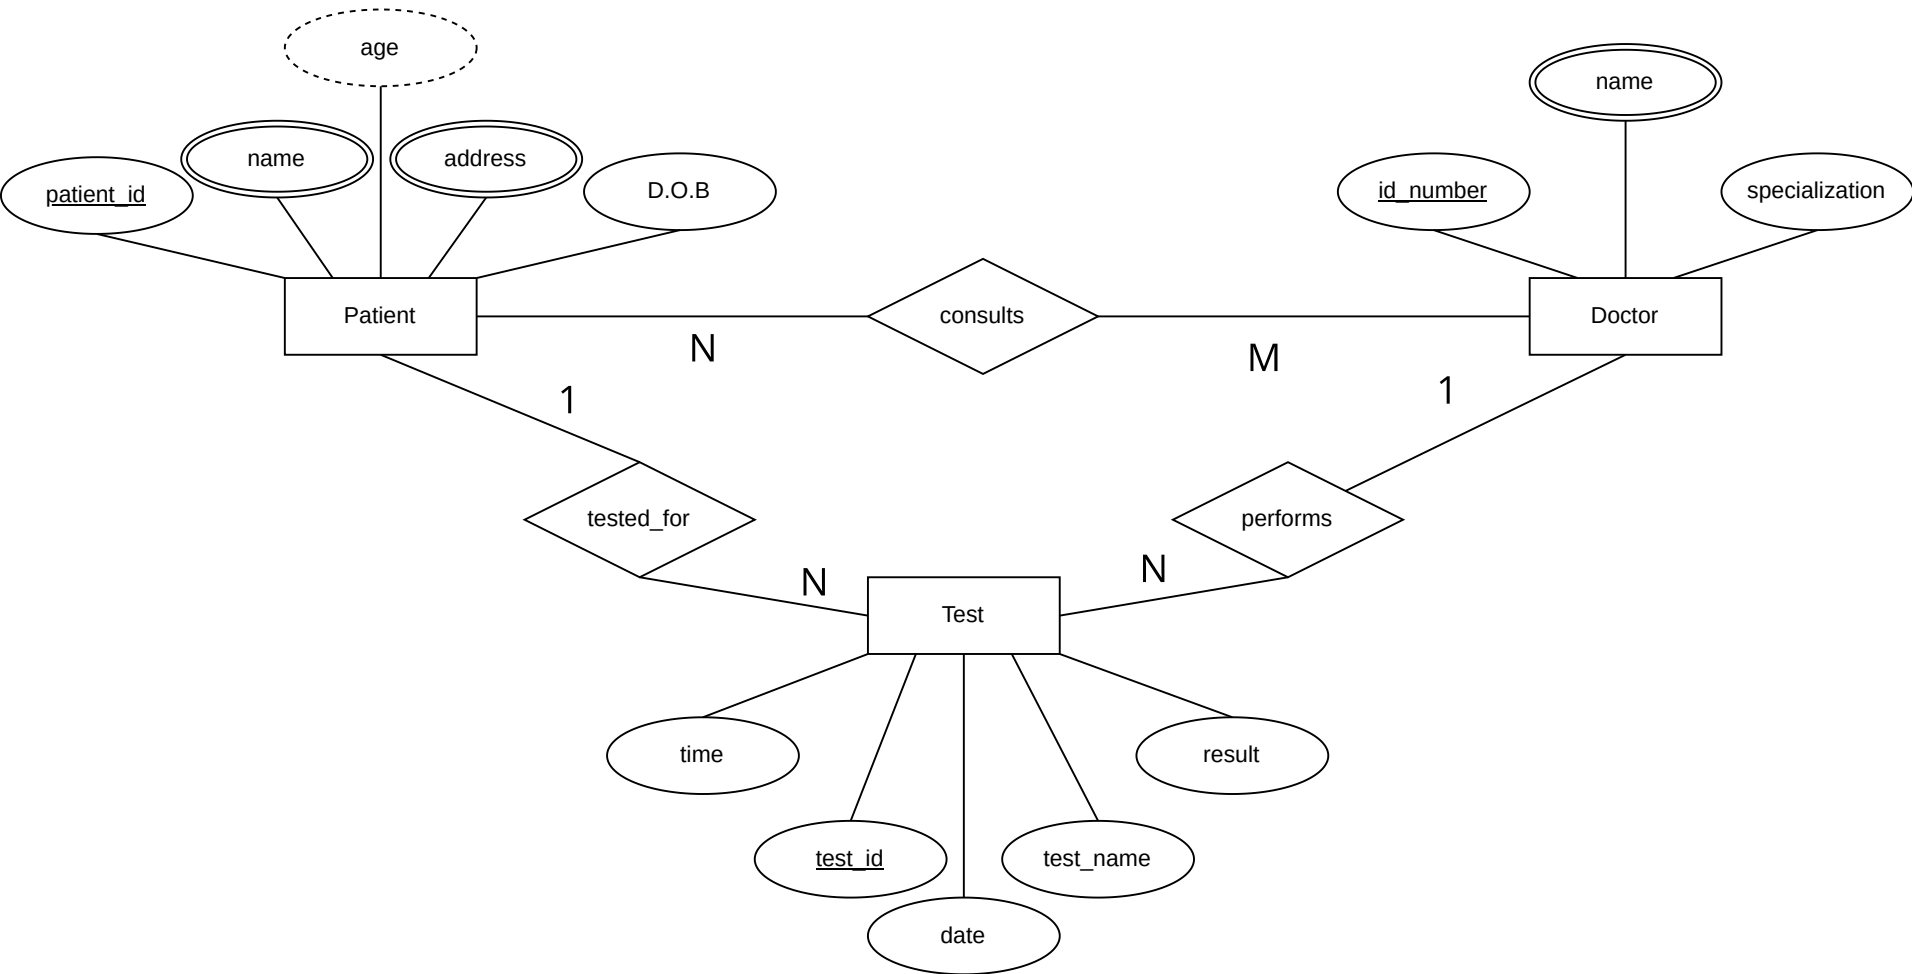 age
name
name
address
patient_id
D.O.B
id_number
specialization
Patient
consults
Doctor
N
M
1
1
tested_for
performs
N
N
Test
time
result
test_id
test_name
date